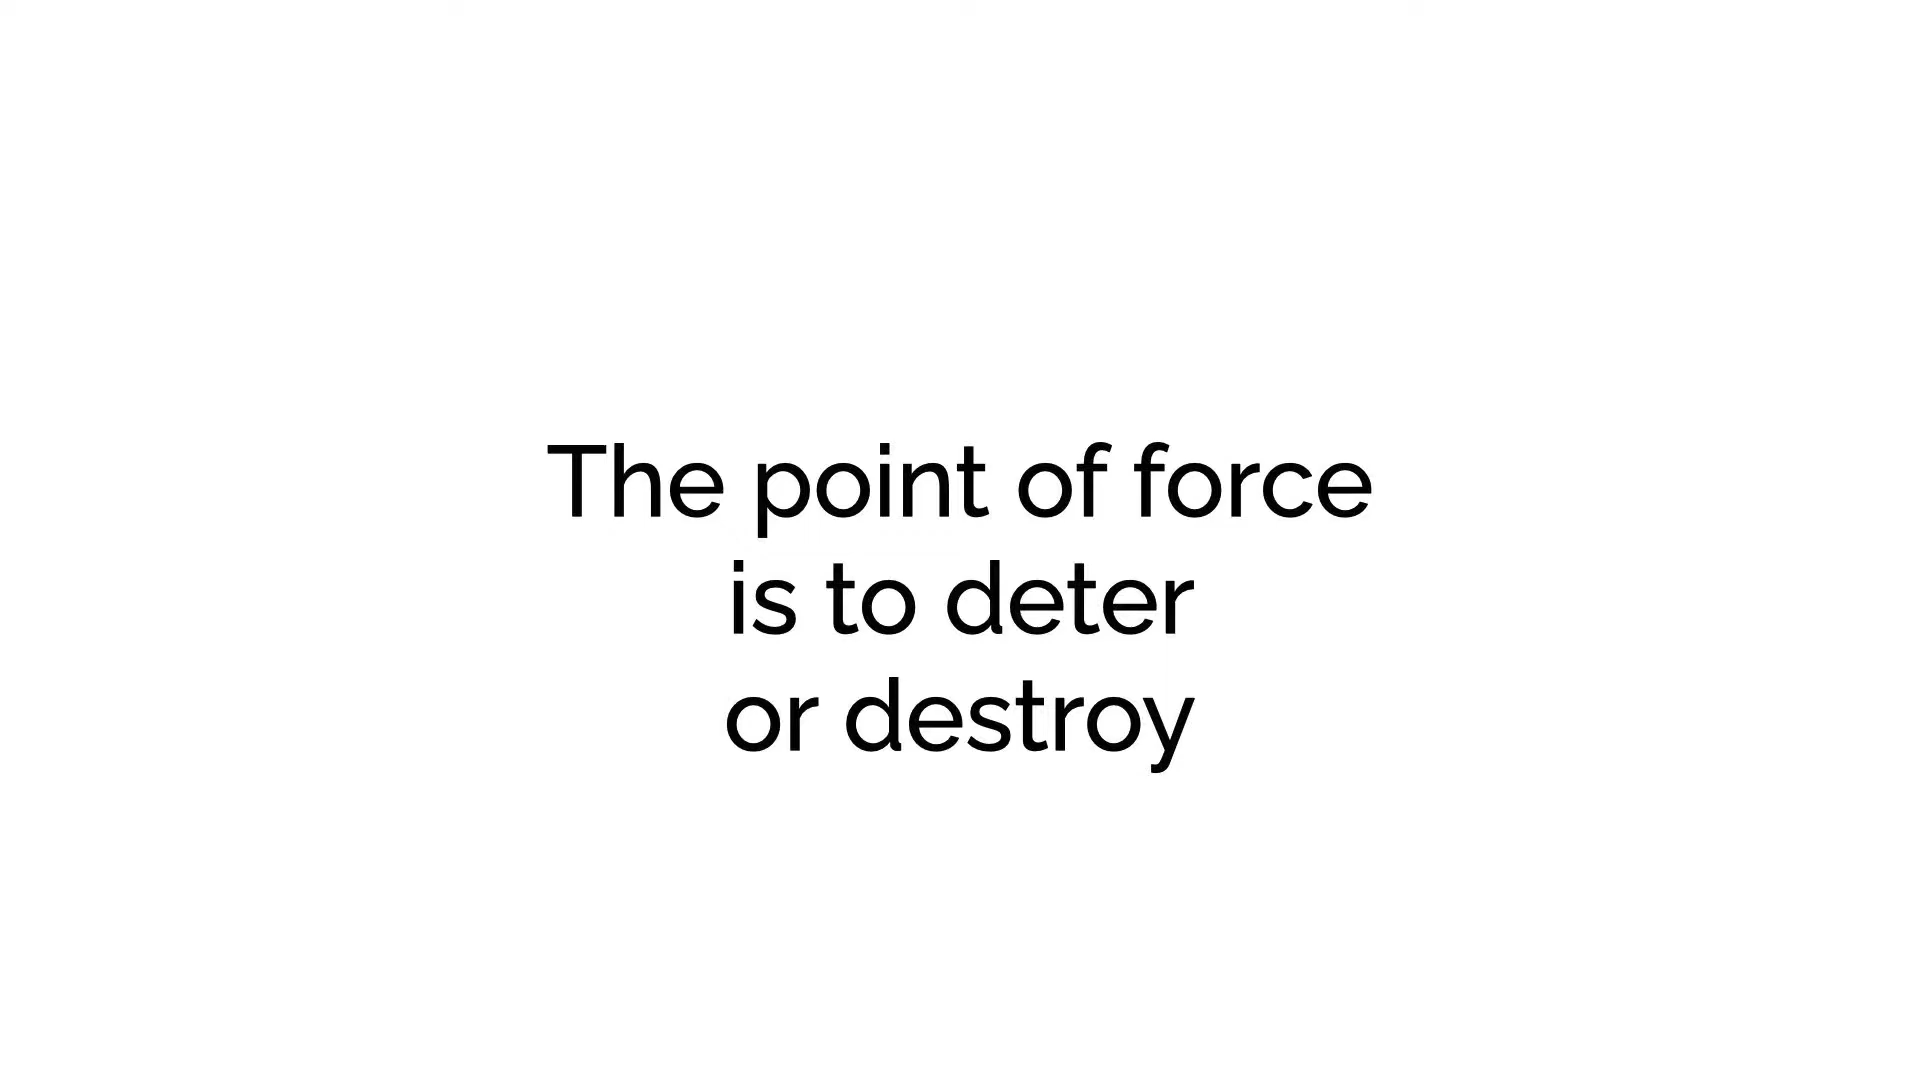 The point of force
is to deter
or destroy